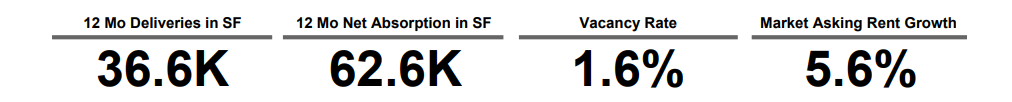 12 Mo Deliveries in SF
36.6K
12 Mo Net Absorption in SF
62.6K
Vacancy Rate
1.6%
Market Asking Rent Growth
5.6%